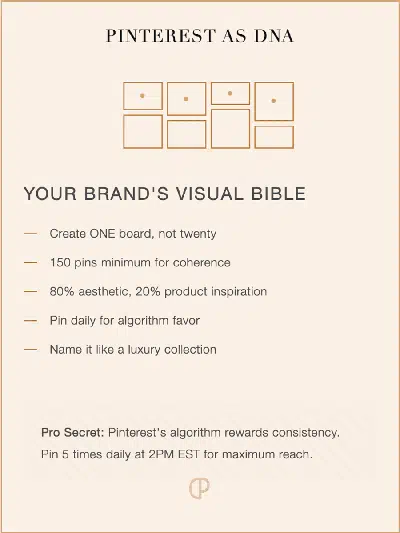 PINTEREST AS DNA
YOUR BRAND'S VISUAL BIBLE
— Create ONE board, not twenty
— 150 pins minimum for coherence
— 80% aesthetic, 20% product inspiration
— Pin daily for algorithm favor
— Name it like a luxury collection
Pro Secret: Pinterest's algorithm rewards consistency.
Pin 5 times daily at 2PM EST for maximum reach.